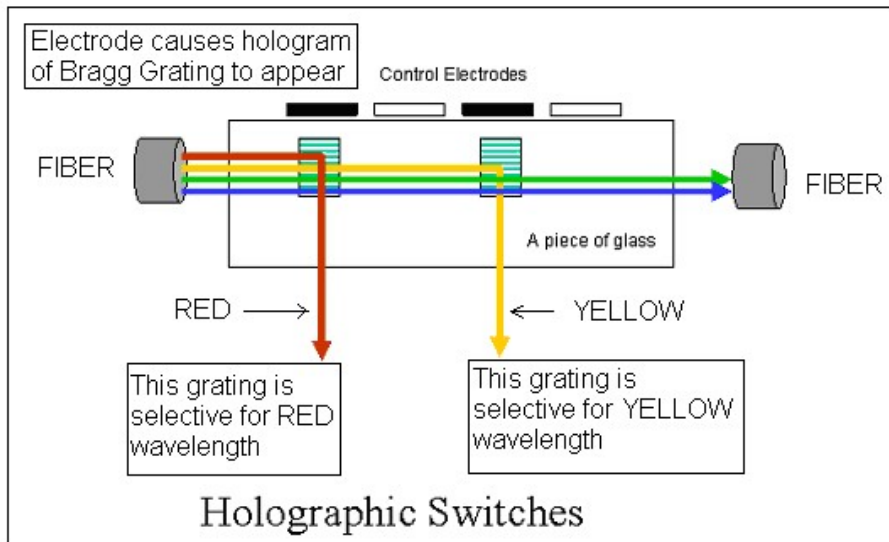 Electrode causes hologram
of Bragg Grating to appear
Control Electrodes
FIBER
FIBER
A piece of glass
RED
YELLOW
This grating is
selective for RED
wavelength
This grating is
selective for YELLOW
wavelength
Holographic Switches